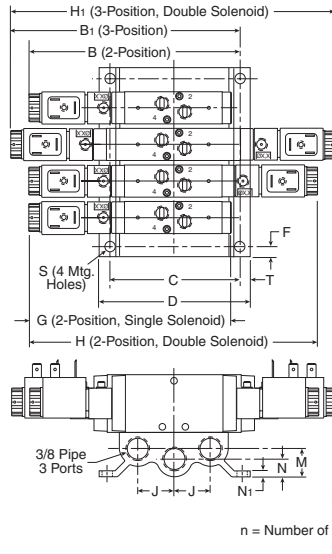 H1 (3-Position, Double Solenoid)
B1 (3-Position)
B (2-Position)
2
4
2
4
2
4
2
4
F
S (4 Mtg.
Holes)
C
T
D
G (2-Position, Single Solenoid)
H (2-Position, Double Solenoid)
3/8 Pipe
3 Ports
M
N
J
J
N1
n = Number of